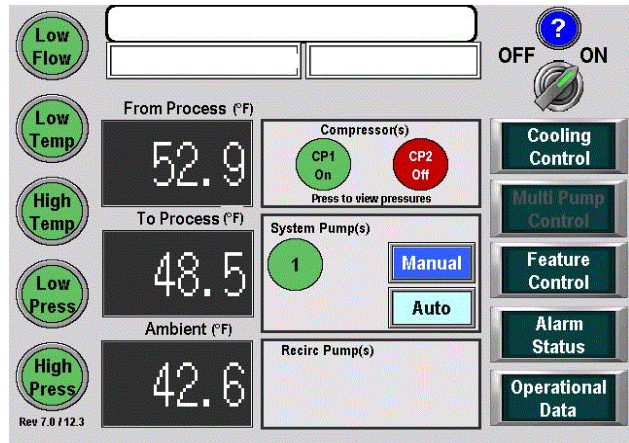 Low
Flow
?
OFF ON
Low
Temp
From Process (°F)
52.9
Compressor(s)
CP1
On
CP2
Off
Press to view pressures
Cooling
Control
High
Temp
To Process (°F)
48.5
System Pump(s)
1
Manual
Auto
Multi Pump
Control
Feature
Control
Low
Press
Ambient (°F)
42.6
Recirc Pump(s)
Alarm
Status
High
Press
Operational
Data
Rev 7.0 / 12.3